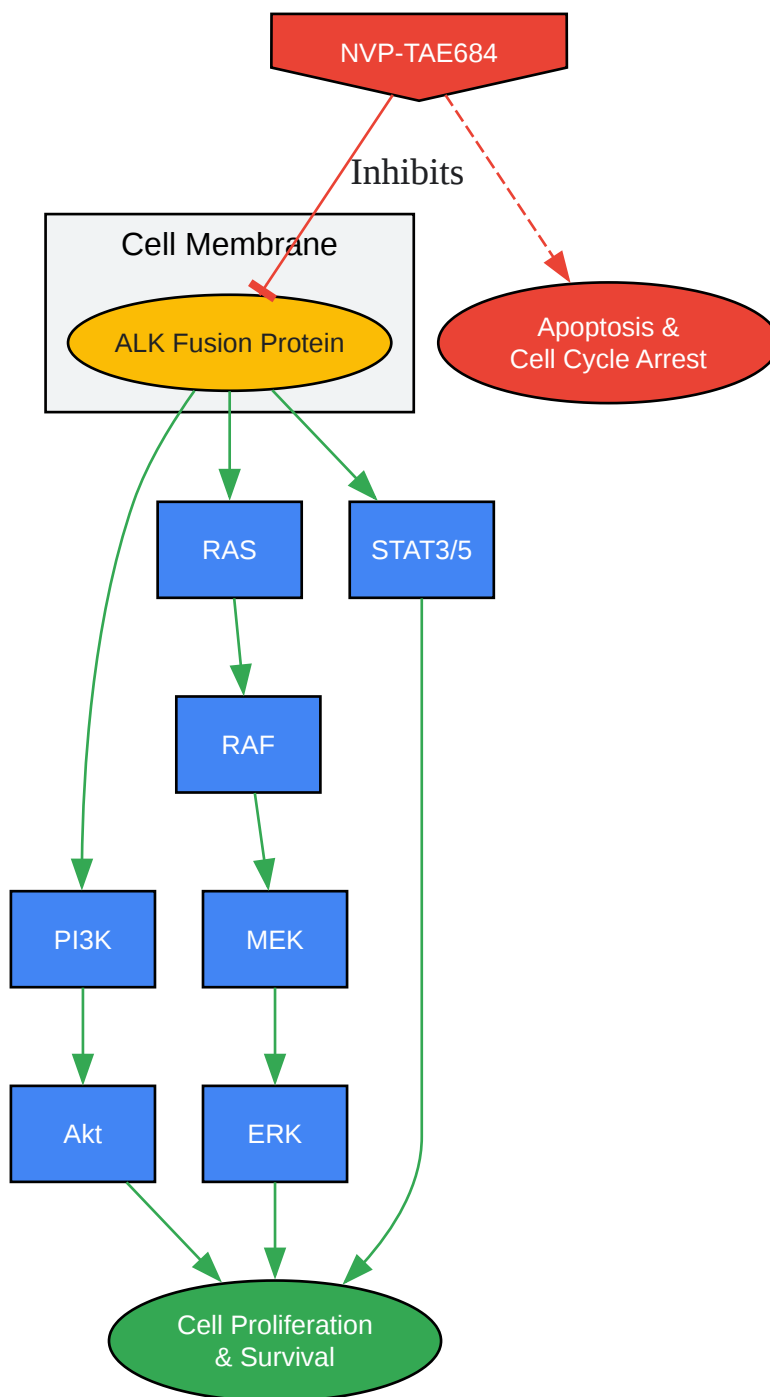 NVP-TAE684
Inhibits
Cell Membrane
ALK Fusion Protein
Apoptosis &
Cell Cycle Arrest
RAS
STAT3/5
RAF
PI3K
MEK
Akt
ERK
Cell Proliferation
& Survival